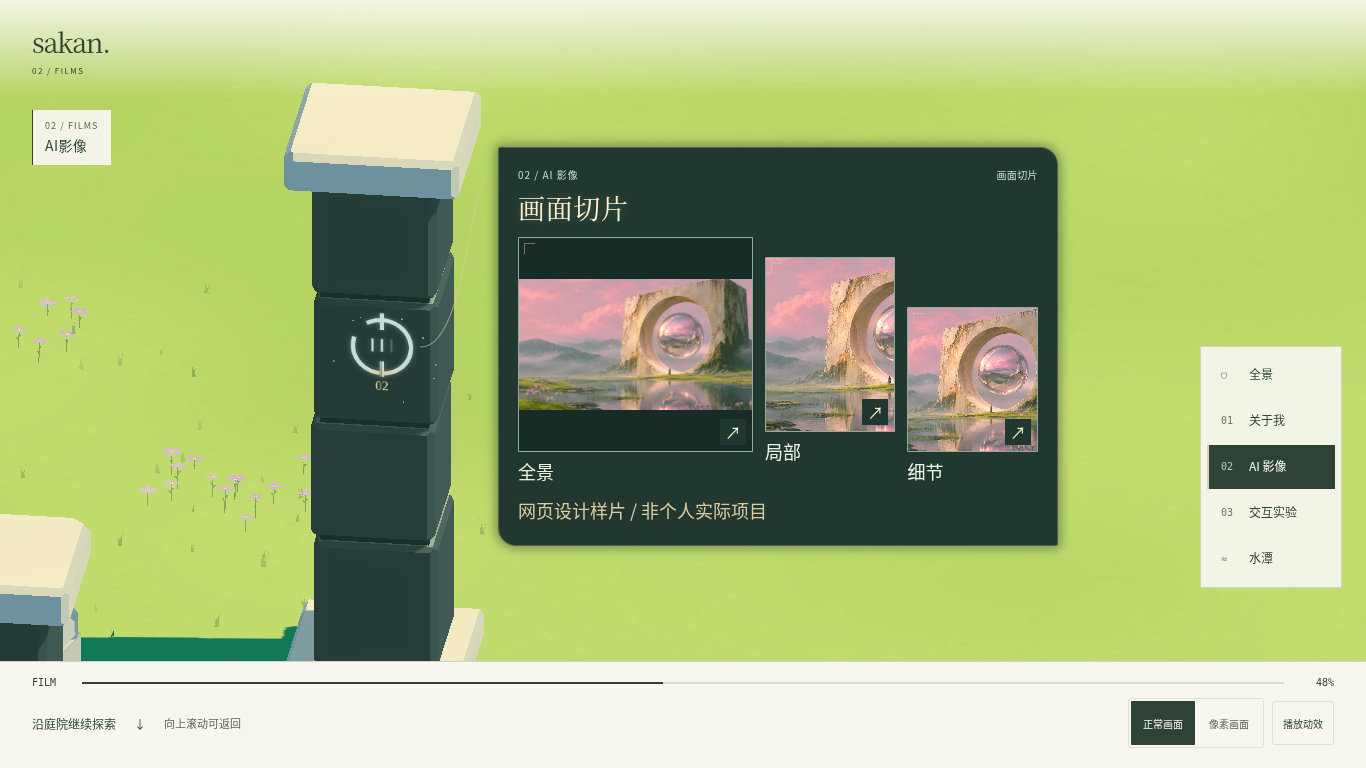 sakan.
02 / FILMS
02 / FILMS
AI影像
02 / AI 影像
画面切片
画面切片
↗
↗
↗
全景
局部
细节
网页设计样片 / 非个人实际项目
02
○ 全景
01 关于我
02 AI 影像
03 交互实验
≈ 水潭
FILM
48%
沿庭院继续探索 ↓ 向上滚动可返回
正常画面 像素画面 播放动效